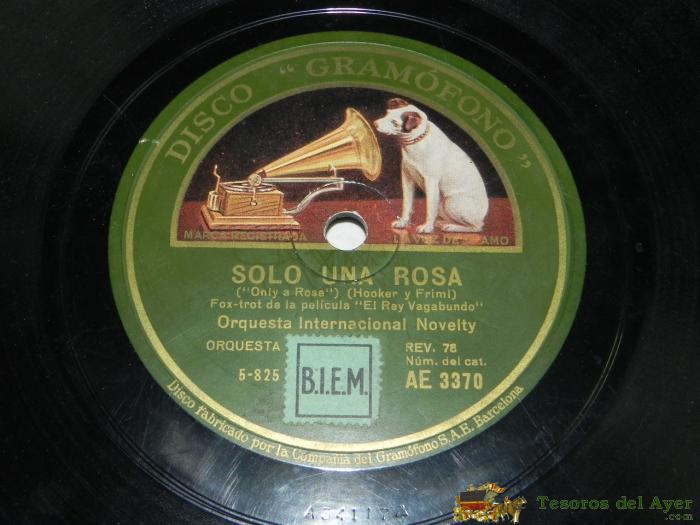 DISCO "GRAMÓFONO"
MARCA REGISTRADA
LA VOZ DE SU AMO
SOLO UNA ROSA
("Only a Rose") (Hooker y Friml)
Fox-trot de la película "El Rey Vagabundo"
Orquesta Internacional Novelty
ORQUESTA
5-825
B.I.E.M.
REV. 78
Núm. del cat.
AE 3370
Disco fabricado por la Compañía del Gramófono S.A.E. Barcelona
Tesoros del Ayer
.com